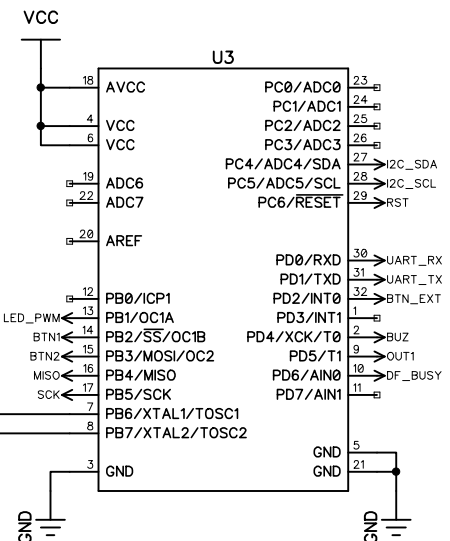 VCC
U3
18 AVCC PC0/ADC0 23
PC1/ADC1 24
4 VCC PC2/ADC2 25
6 VCC PC3/ADC3 26
PC4/ADC4/SDA 27 I2C_SDA
19 ADC6 PC5/ADC5/SCL 28 I2C_SCL
22 ADC7 PC6/RESET 29 RST
20 AREF
PD0/RXD 30 UART_RX
PD1/TXD 31 UART_TX
12 PB0/ICP1 PD2/INT0 32 BTN_EXT
LED_PWM 13 PB1/OC1A PD3/INT1 1
BTN1 14 PB2/SS/OC1B PD4/XCK/T0 2 BUZ
BTN2 15 PB3/MOSI/OC2 PD5/T1 9 OUT1
MISO 16 PB4/MISO PD6/AIN0 10 DF_BUSY
SCK 17 PB5/SCK PD7/AIN1 11
7 PB6/XTAL1/TOSC1
8 PB7/XTAL2/TOSC2
GND 5
3 GND GND 21
GND GND